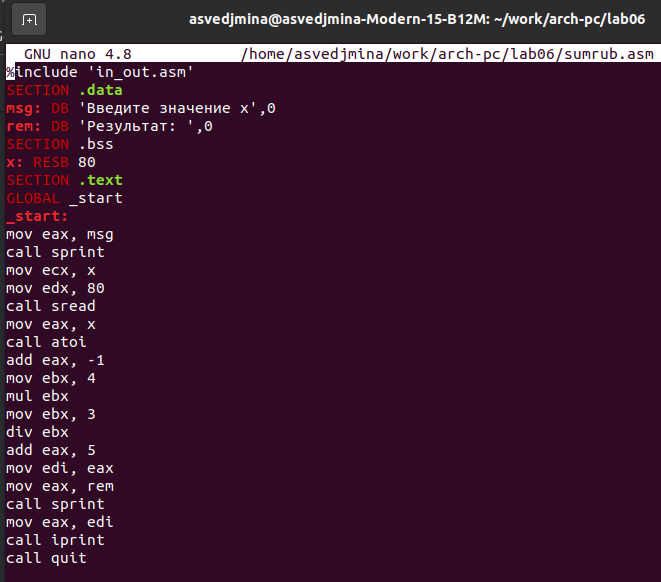 asvedjmina@asvedjmina-Modern-15-B12M: ~/work/arch-pc/lab06
GNU nano 4.8 /home/asvedjmina/work/arch-pc/lab06/sumrub.asm
%include 'in_out.asm'
SECTION .data
msg: DB 'Введите значение x',0
rem: DB 'Результат: ',0
SECTION .bss
x: RESB 80
SECTION .text
GLOBAL _start
_start:
mov eax, msg
call sprint
mov ecx, x
mov edx, 80
call sread
mov eax, x
call atoi
add eax, -1
mov ebx, 4
mul ebx
mov ebx, 3
div ebx
add eax, 5
mov edi, eax
mov eax, rem
call sprint
mov eax, edi
call iprint
call quit